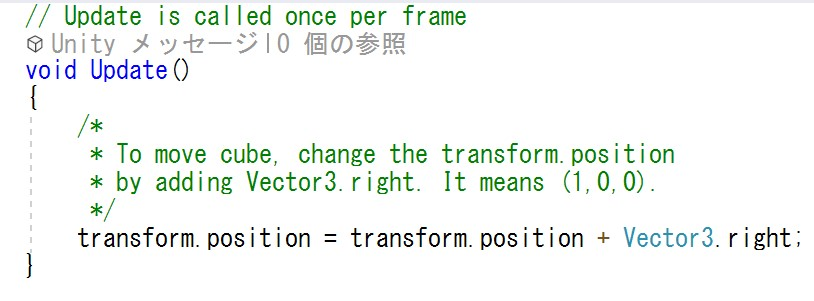 // Update is called once per frame
Unity メッセージ|0 個の参照
void Update()
{
/*
* To move cube, change the transform.position
* by adding Vector3.right. It means (1,0,0).
*/
transform.position = transform.position + Vector3.right;
}